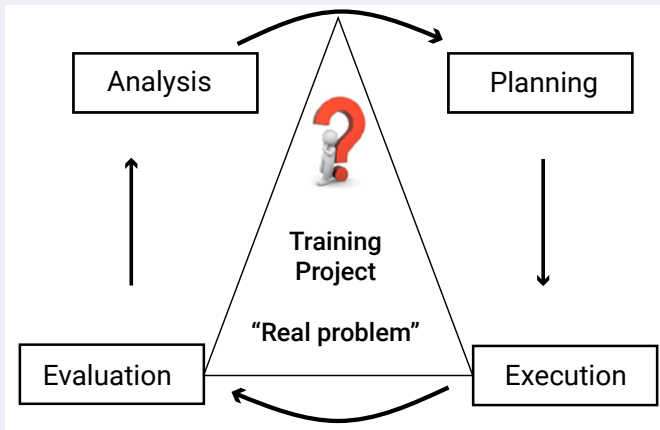 Analysis
Planning
?
Training
Project
“Real problem”
Evaluation
Execution